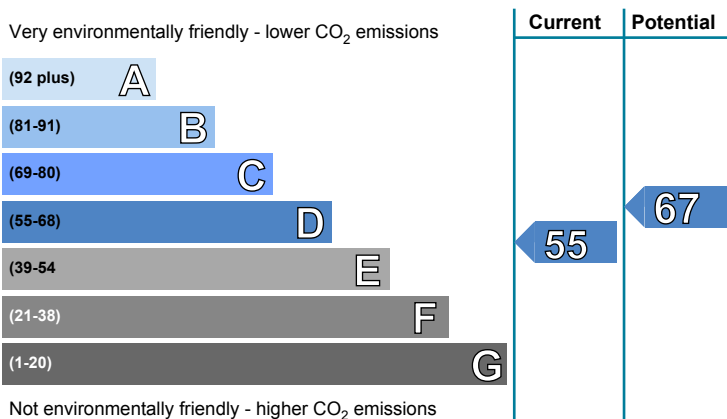 Very environmentally friendly - lower CO2 emissions
Current
Potential
(92 plus) A
(81-91) B
(69-80) C
(55-68) D
(39-54 E
(21-38) F
(1-20) G
55
67
Not environmentally friendly - higher CO2 emissions